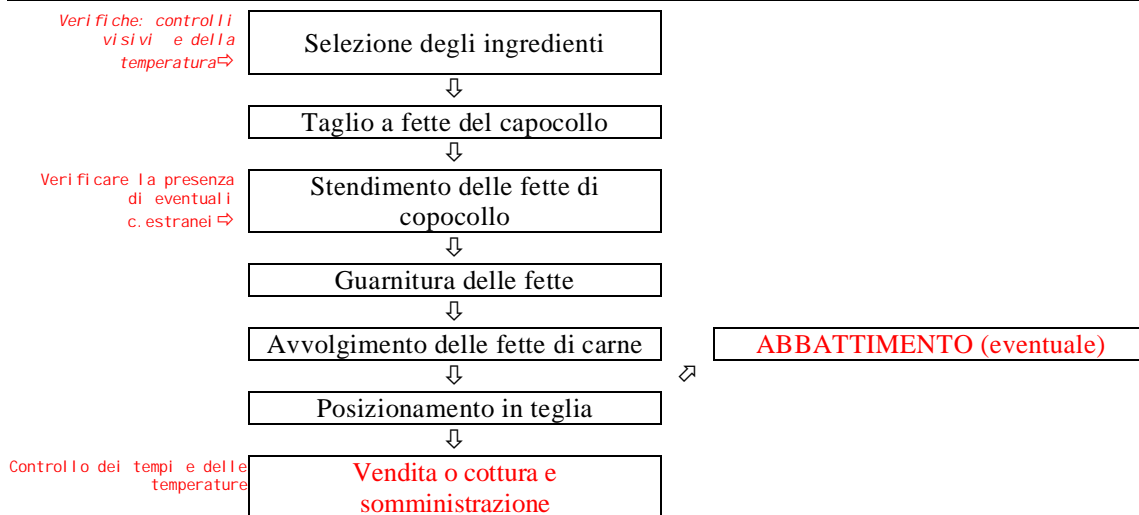 Verifiche: controlli
visivi e della
temperatura⇨
Selezione degli ingredienti
⇩
Taglio a fette del capocollo
⇩
Verificare la presenza
di eventuali
c.estranei ⇨
Stendimento delle fette di
copocollo
⇩
Guarnitura delle fette
⇩
Avvolgimento delle fette di carne
ABBATTIMENTO (eventuale)
⇩
⬀
Posizionamento in teglia
⇩
Controllo dei tempi e delle
temperature
Vendita o cottura e
somministrazione